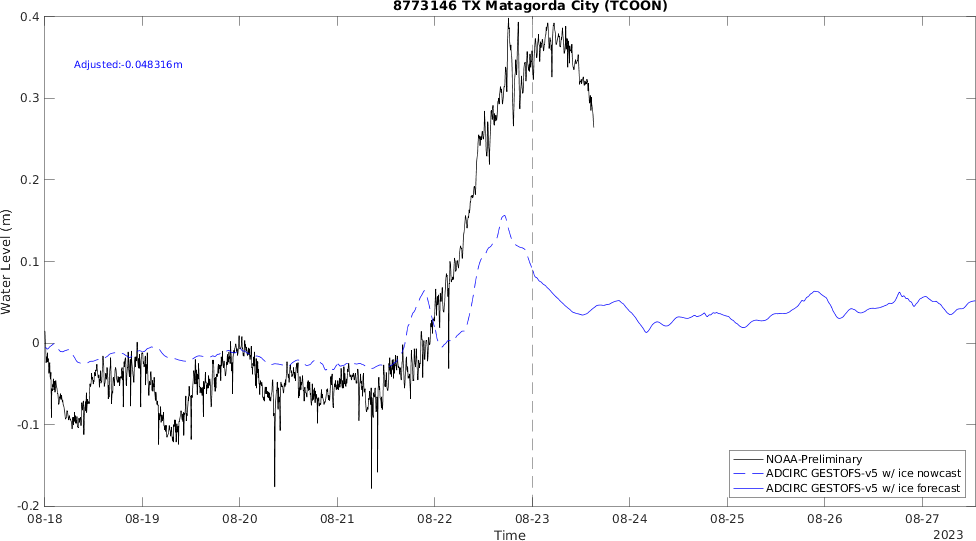 8773146 TX Matagorda City (TCOON)
Adjusted:-0.048316m
Water Level (m)
0.4
0.3
0.2
0.1
0
-0.1
-0.2
NOAA-Preliminary
ADCIRC GESTOFS-v5 w/ ice nowcast
ADCIRC GESTOFS-v5 w/ ice forecast
08-18 08-19 08-20 08-21 08-22 08-23 08-24 08-25 08-26 08-27
Time
2023